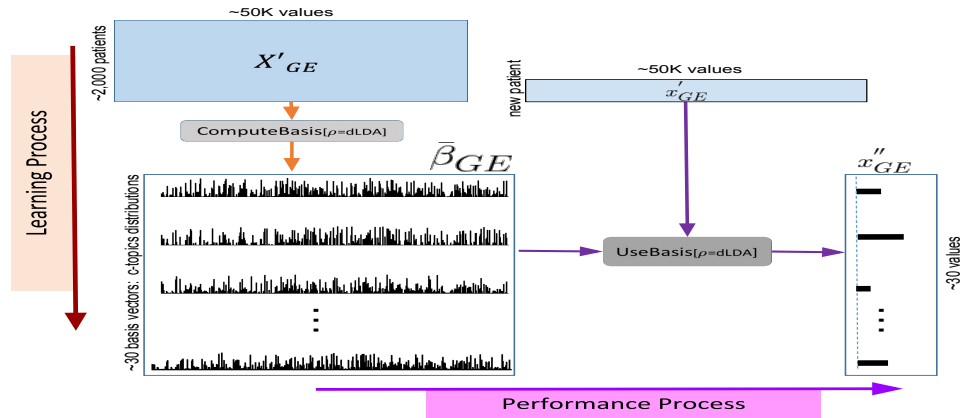 ~50K values
~2,000 patients
X′GE
ComputeBasis[ρ=dLDA]
Learning Process
β̄GE
~30 basis vectors: c-topics distributions
~50K values
new patient
x′GE
UseBasis[ρ=dLDA]
x″GE
~30 values
Performance Process